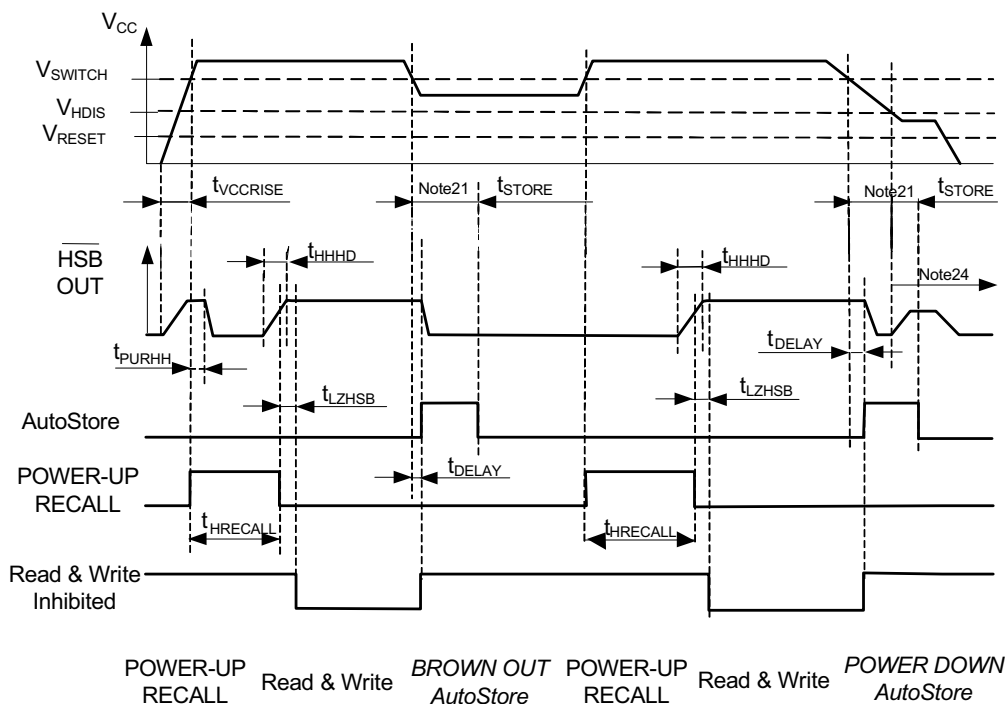 VCC
VSWITCH
VHDIS
VRESET
tVCCRISE
Note21
tSTORE
Note21
tSTORE
HSB
OUT
tHHHD
tHHHD
Note24
tPURHH
tDELAY
tLZHSB
tLZHSB
AutoStore
tDELAY
POWER-UP
RECALL
tHRECALL
tHRECALL
Read & Write
Inhibited
POWER-UP
RECALL
Read & Write
BROWN OUT
AutoStore
POWER-UP
RECALL
Read & Write
POWER DOWN
AutoStore